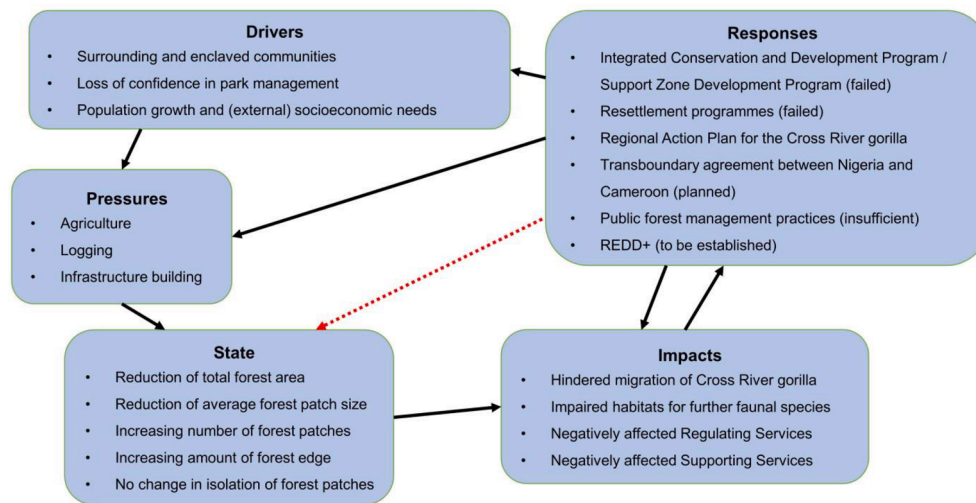 Drivers
• Surrounding and enclaved communities
• Loss of confidence in park management
• Population growth and (external) socioeconomic needs
Responses
• Integrated Conservation and Development Program /
Support Zone Development Program (failed)
• Resettlement programmes (failed)
• Regional Action Plan for the Cross River gorilla
• Transboundary agreement between Nigeria and
Cameroon (planned)
• Public forest management practices (insufficient)
• REDD+ (to be established)
Pressures
• Agriculture
• Logging
• Infrastructure building
State
• Reduction of total forest area
• Reduction of average forest patch size
• Increasing number of forest patches
• Increasing amount of forest edge
• No change in isolation of forest patches
Impacts
• Hindered migration of Cross River gorilla
• Impaired habitats for further faunal species
• Negatively affected Regulating Services
• Negatively affected Supporting Services